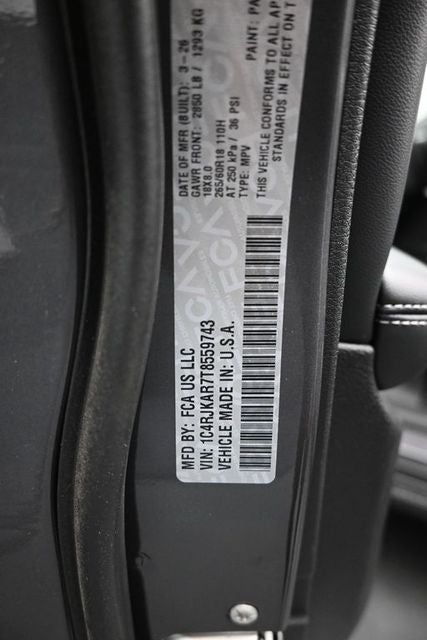 MFD BY: FCA US LLC
DATE OF MFR (BUILT): 3-26
GAWR FRONT: 2850 LB / 1293 KG
18X8.0
265/60R18 110H
AT 250 kPa / 36 PSI
TYPE: MPV
PAINT: PA
THIS VEHICLE CONFORMS TO ALL AP
STANDARDS IN EFFECT ON T
VIN: 1C4RJKAR7T8559743
VEHICLE MADE IN: U.S.A.